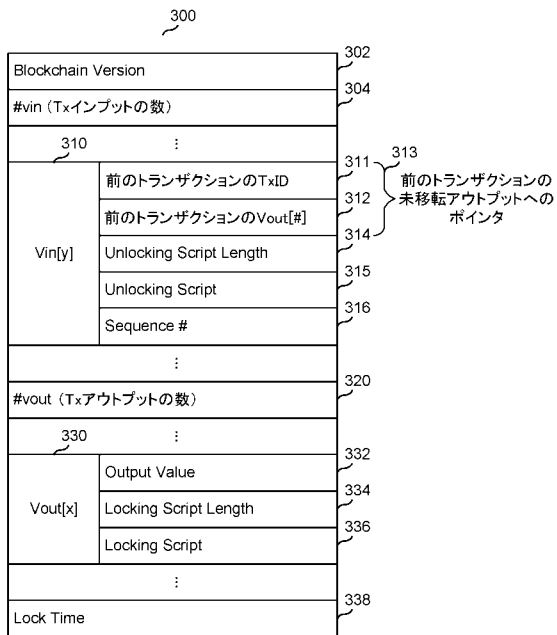 300
302
Blockchain Version
304
#vin（Txインプットの数）
310
⋮
311
313
前のトランザクションのTxID
312
前のトランザクションの
未移転アウトプットへの
ポインタ
前のトランザクションのVout[#]
314
Vin[y]
Unlocking Script Length
315
Unlocking Script
316
Sequence #
⋮
320
#vout（Txアウトプットの数）
330
⋮
332
Output Value
334
Vout[x]
Locking Script Length
336
Locking Script
⋮
338
Lock Time